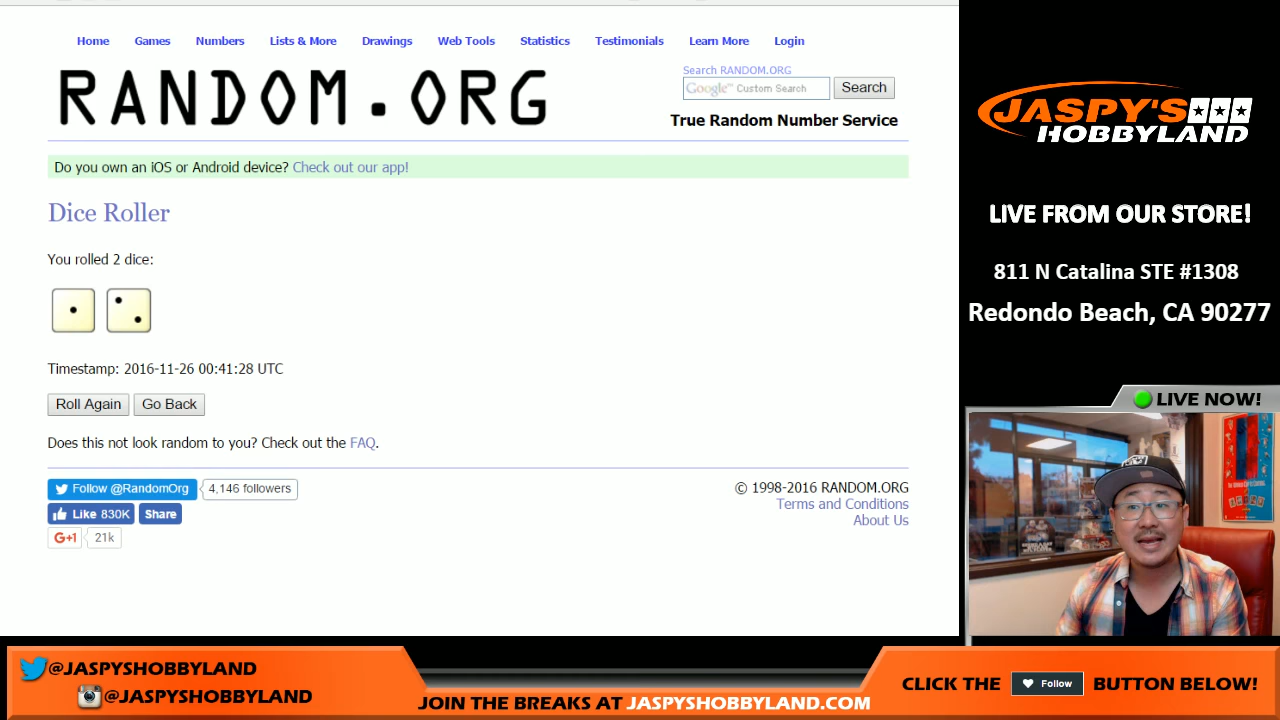 Home Games Numbers Lists & More Drawings Web Tools Statistics Testimonials Learn More Login
RANDOM.ORG
Search RANDOM.ORG
Google™ Custom Search
Search
True Random Number Service
Do you own an iOS or Android device? Check out our app!
Dice Roller
You rolled 2 dice:
Timestamp: 2016-11-26 00:41:28 UTC
Roll Again Go Back
Does this not look random to you? Check out the FAQ.
Follow @RandomOrg 4,146 followers
Like 830K Share
G+1 21k
© 1998-2016 RANDOM.ORG
Terms and Conditions
About Us
JASPY'S
HOBBYLAND
LIVE FROM OUR STORE!
811 N Catalina STE #1308
Redondo Beach, CA 90277
LIVE NOW!
@JASPYSHOBBYLAND
@JASPYSHOBBYLAND
JOIN THE BREAKS AT JASPYSHOBBYLAND.COM
CLICK THE Follow BUTTON BELOW!